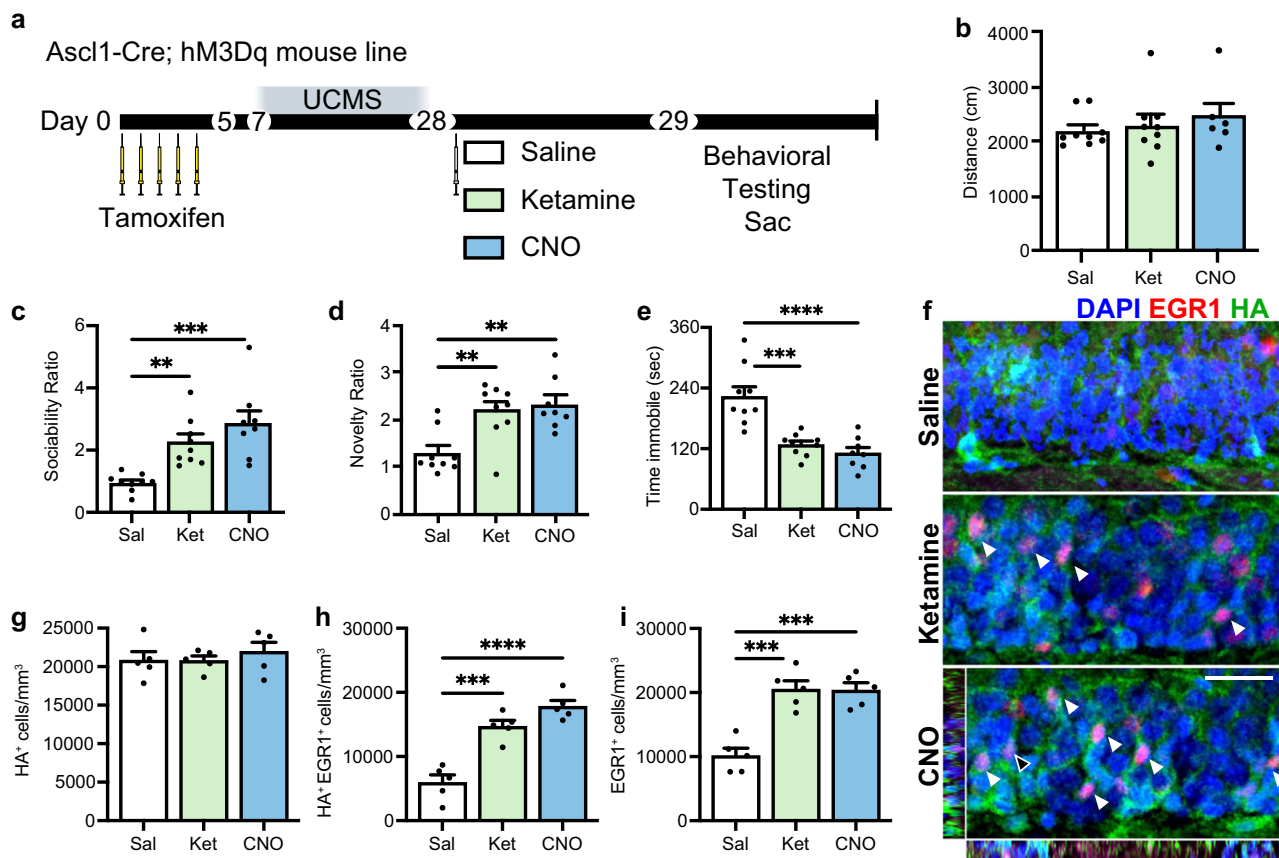 a
Ascl1-Cre; hM3Dq mouse line
UCMS
Day 0 5 7 28 29
Tamoxifen
Saline
Ketamine
CNO
Behavioral
Testing
Sac
b
Distance (cm)
4000
3000
2000
1000
0
Sal Ket CNO
c
Sociability Ratio
6
4
2
0
***
**
Sal Ket CNO
d
Novelty Ratio
4
3
2
1
0
**
**
Sal Ket CNO
e
Time immobile (sec)
360
240
120
0
****
***
Sal Ket CNO
f
DAPI EGR1 HA
Saline
Ketamine
CNO
g
HA⁺ cells/mm³
25000
20000
15000
10000
5000
0
Sal Ket CNO
h
HA⁺EGR1⁺ cells/mm³
30000
20000
10000
0
****
***
Sal Ket CNO
i
EGR1⁺ cells/mm³
30000
20000
10000
0
***
***
Sal Ket CNO